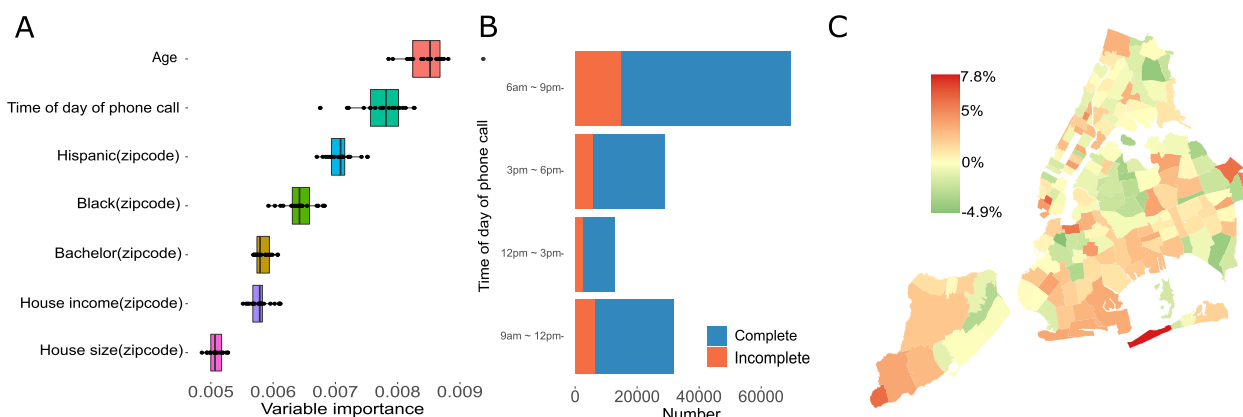 A
Age
Time of day of phone call
Hispanic(zipcode)
Black(zipcode)
Bachelor(zipcode)
House income(zipcode)
House size(zipcode)
0.005 0.006 0.007 0.008 0.009
Variable importance
B
Time of day of phone call
6am ~ 9pm
3pm ~ 6pm
12pm ~ 3pm
9am ~ 12pm
Complete
Incomplete
0 20000 40000 60000
Number
C
7.8%
5%
0%
-4.9%